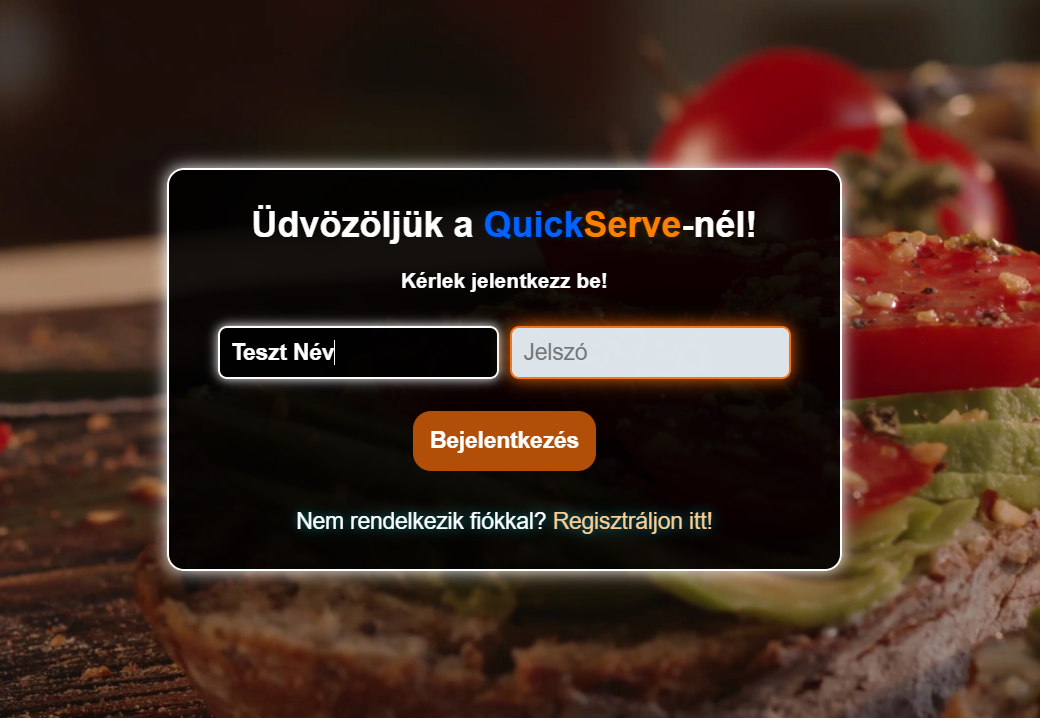 Üdvözöljük a QuickServe-nél!
Kérlek jelentkezz be!
Teszt Név
Jelszó
Bejelentkezés
Nem rendelkezik fiókkal? Regisztráljon itt!